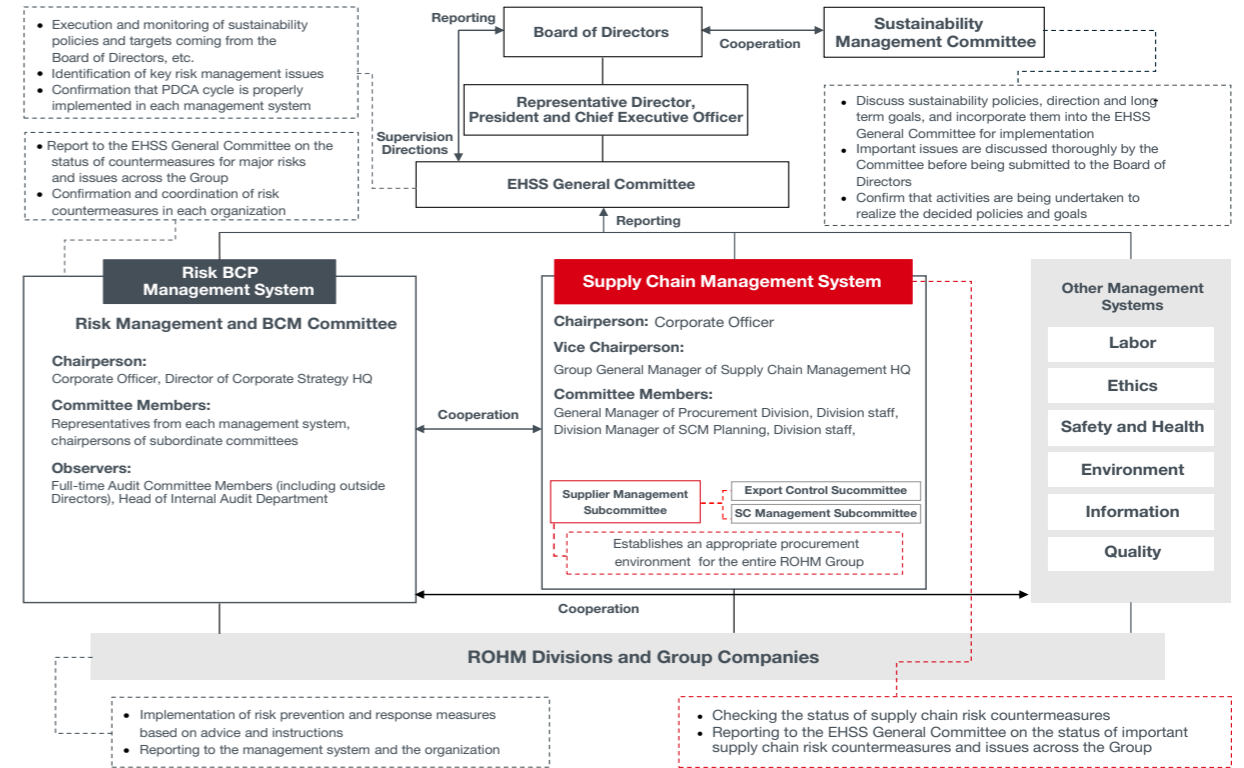 • Execution and monitoring of sustainability
policies and targets coming from the
Board of Directors, etc.
• Identification of key risk management issues
• Confirmation that PDCA cycle is properly
implemented in each management system
• Report to the EHSS General Committee on the
status of countermeasures for major risks
and issues across the Group
• Confirmation and coordination of risk
countermeasures in each organization
Reporting
Board of Directors
Cooperation
Sustainability
Management Committee
Representative Director,
President and Chief Executive Officer
Supervision
Directions
EHSS General Committee
Reporting
• Discuss sustainability policies, direction and long-
term goals, and incorporate them into the EHSS
General Committee for implementation
• Important issues are discussed thoroughly by the
Committee before being submitted to the Board of
Directors
• Confirm that activities are being undertaken to
realize the decided policies and goals
Risk BCP
Management System
Risk Management and BCM Committee
Chairperson:
Corporate Officer, Director of Corporate Strategy HQ
Committee Members:
Representatives from each management system,
chairpersons of subordinate committees
Observers:
Full-time Audit Committee Members (including outside
Directors), Head of Internal Audit Department
Cooperation
Supply Chain Management System
Chairperson: Corporate Officer
Vice Chairperson:
Group General Manager of Supply Chain Management HQ
Committee Members:
General Manager of Procurement Division, Division staff,
Division Manager of SCM Planning, Division staff,
Supplier Management
Subcommittee
Export Control Sucommittee
SC Management Subcommittee
Establishes an appropriate procurement
environment for the entire ROHM Group
Other Management
Systems
Labor
Ethics
Safety and Health
Environment
Information
Quality
Cooperation
ROHM Divisions and Group Companies
• Implementation of risk prevention and response measures
based on advice and instructions
• Reporting to the management system and the organization
• Checking the status of supply chain risk countermeasures
• Reporting to the EHSS General Committee on the status of important
supply chain risk countermeasures and issues across the Group